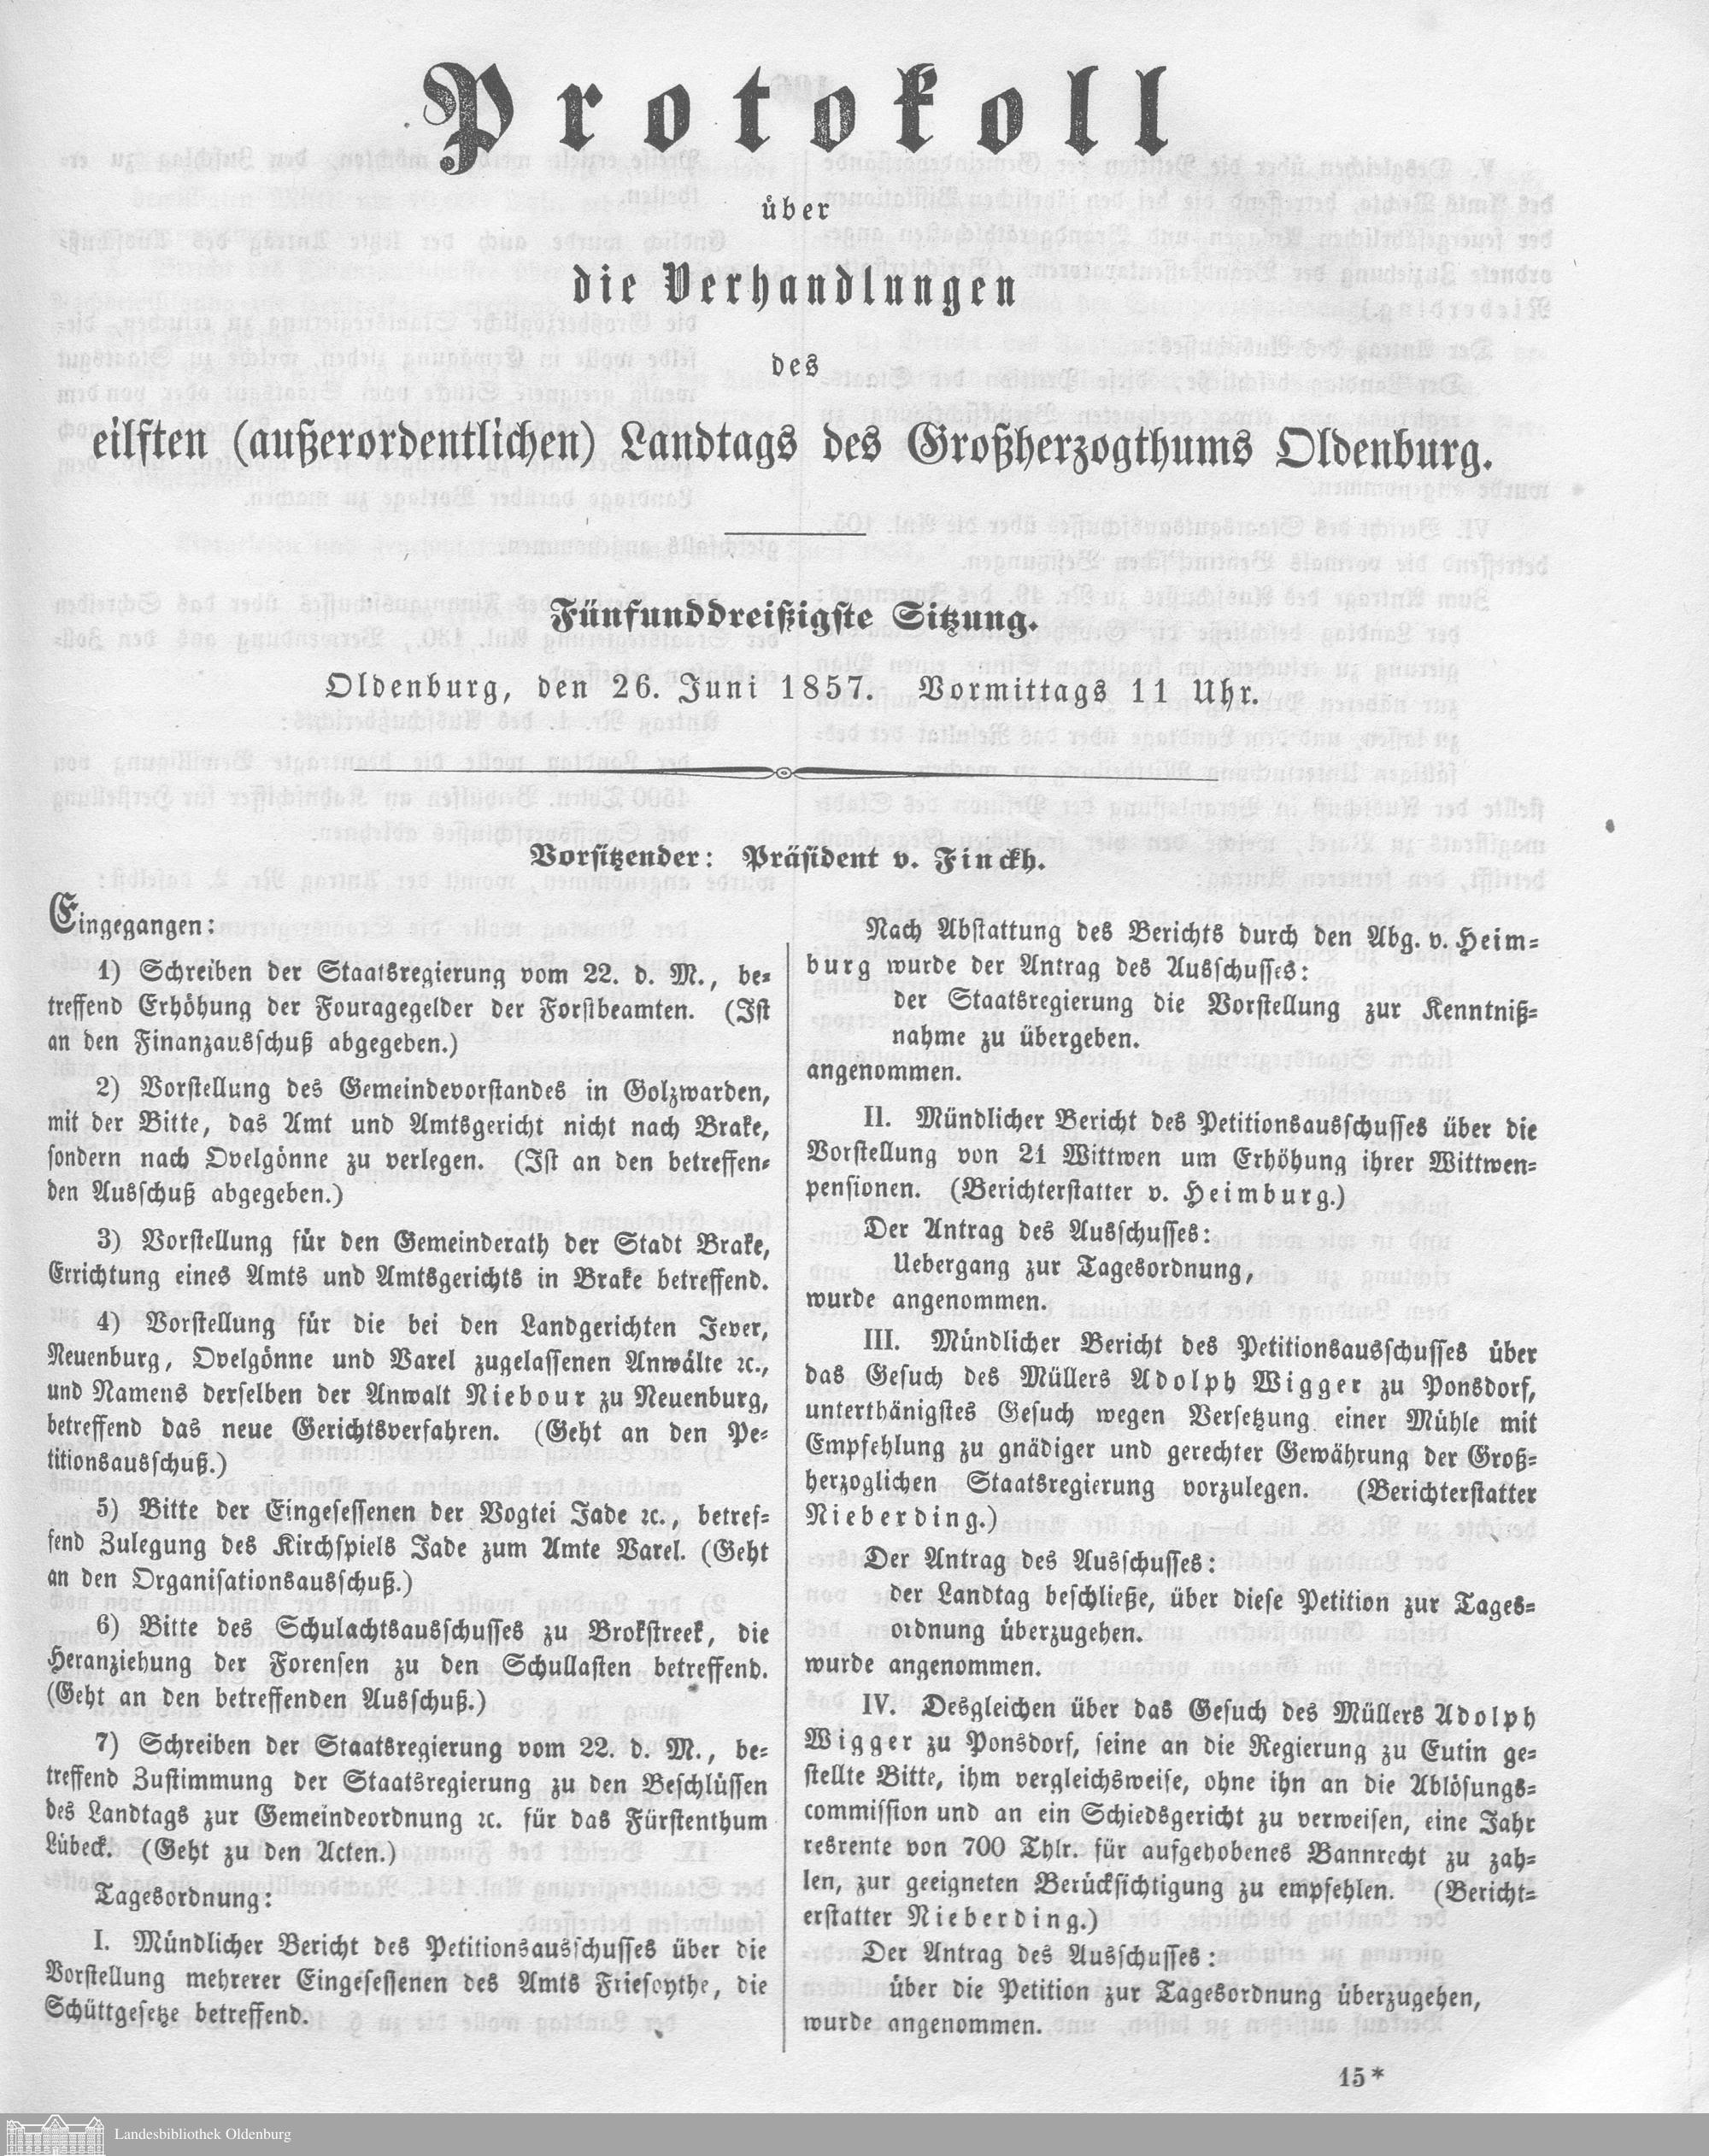 Protokoll
über
die Verhandlungen
des
eilften (außerordentlichen) Landtags des Großherzogthums Oldenburg.
Fünfunddreißigste Sitzung.
Oldenburg, den 26. Juni 1857. Vormittags 11 Uhr.
Vorsitzender: Präsident v. Finckh.
Eingegangen:
1) Schreiben der Staatsregierung vom 22. d. M., be-
treffend Erhöhung der Fouragegelder der Forstbeamten. (Ist
an den Finanzausschuß abgegeben.)
2) Vorstellung des Gemeindevorstandes in Golzwarden,
mit der Bitte, das Amt und Amtsgericht nicht nach Brake,
sondern nach Ovelgönne zu verlegen. (Ist an den betreffen-
den Ausschuß abgegeben.)
3) Vorstellung für den Gemeinderath der Stadt Brake,
Errichtung eines Amts und Amtsgerichts in Brake betreffend.
4) Vorstellung für die bei den Landgerichten Jever,
Neuenburg, Ovelgönne und Varel zugelassenen Anwälte ꝛc.,
und Namens derselben der Anwalt Niebour zu Neuenburg,
betreffend das neue Gerichtsverfahren. (Geht an den Pe-
titionsausschuß.)
5) Bitte der Eingesessenen der Vogtei Jade ꝛc., betref-
fend Zulegung des Kirchspiels Jade zum Amte Varel. (Geht
an den Organisationsausschuß.)
6) Bitte des Schulachtsausschusses zu Brokstreek, die
Heranziehung der Forensen zu den Schullasten betreffend.
(Geht an den betreffenden Ausschuß.)
7) Schreiben der Staatsregierung vom 22. d. M., be-
treffend Zustimmung der Staatsregierung zu den Beschlüssen
des Landtags zur Gemeindeordnung ꝛc. für das Fürstenthum
Lübeck. (Geht zu den Acten.)
Tagesordnung:
I. Mündlicher Bericht des Petitionsausschusses über die
Vorstellung mehrerer Eingesessenen des Amts Friesoythe, die
Schüttgesetze betreffend.
Nach Abstattung des Berichts durch den Abg. v. Heim-
burg wurde der Antrag des Ausschusses:
der Staatsregierung die Vorstellung zur Kenntniß-
nahme zu übergeben.
angenommen.
II. Mündlicher Bericht des Petitionsausschusses über die
Vorstellung von 21 Wittwen um Erhöhung ihrer Wittwen-
pensionen. (Berichterstatter v. Heimburg.)
Der Antrag des Ausschusses:
Uebergang zur Tagesordnung,
wurde angenommen.
III. Mündlicher Bericht des Petitionsausschusses über
das Gesuch des Müllers Adolph Wigger zu Ponsdorf,
unterthänigstes Gesuch wegen Versetzung einer Mühle mit
Empfehlung zu gnädiger und gerechter Gewährung der Groß-
herzoglichen Staatsregierung vorzulegen. (Berichterstatter
Nieberding.)
Der Antrag des Ausschusses:
der Landtag beschließe, über diese Petition zur Tages-
ordnung überzugehen.
wurde angenommen.
IV. Desgleichen über das Gesuch des Müllers Adolph
Wigger zu Ponsdorf, seine an die Regierung zu Eutin ge-
stellte Bitte, ihm vergleichsweise, ohne ihn an die Ablösungs-
commission und an ein Schiedsgericht zu verweisen, eine Jahr
resrente von 700 Thlr. für aufgehobenes Bannrecht zu zah-
len, zur geeigneten Berücksichtigung zu empfehlen. (Bericht-
erstatter Nieberding.)
Der Antrag des Ausschusses:
über die Petition zur Tagesordnung überzugehen,
wurde angenommen.
15*
Landesbibliothek Oldenburg